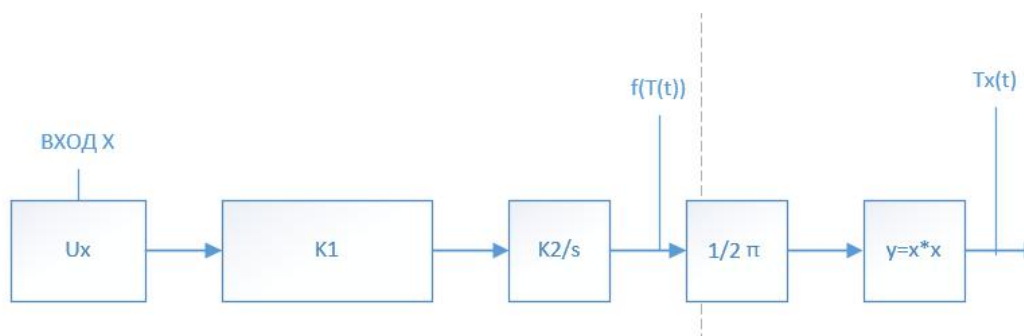 f(T(t))
Tx(t)
ВХОД X
Ux
K1
K2/s
1/2 π
y=x*x